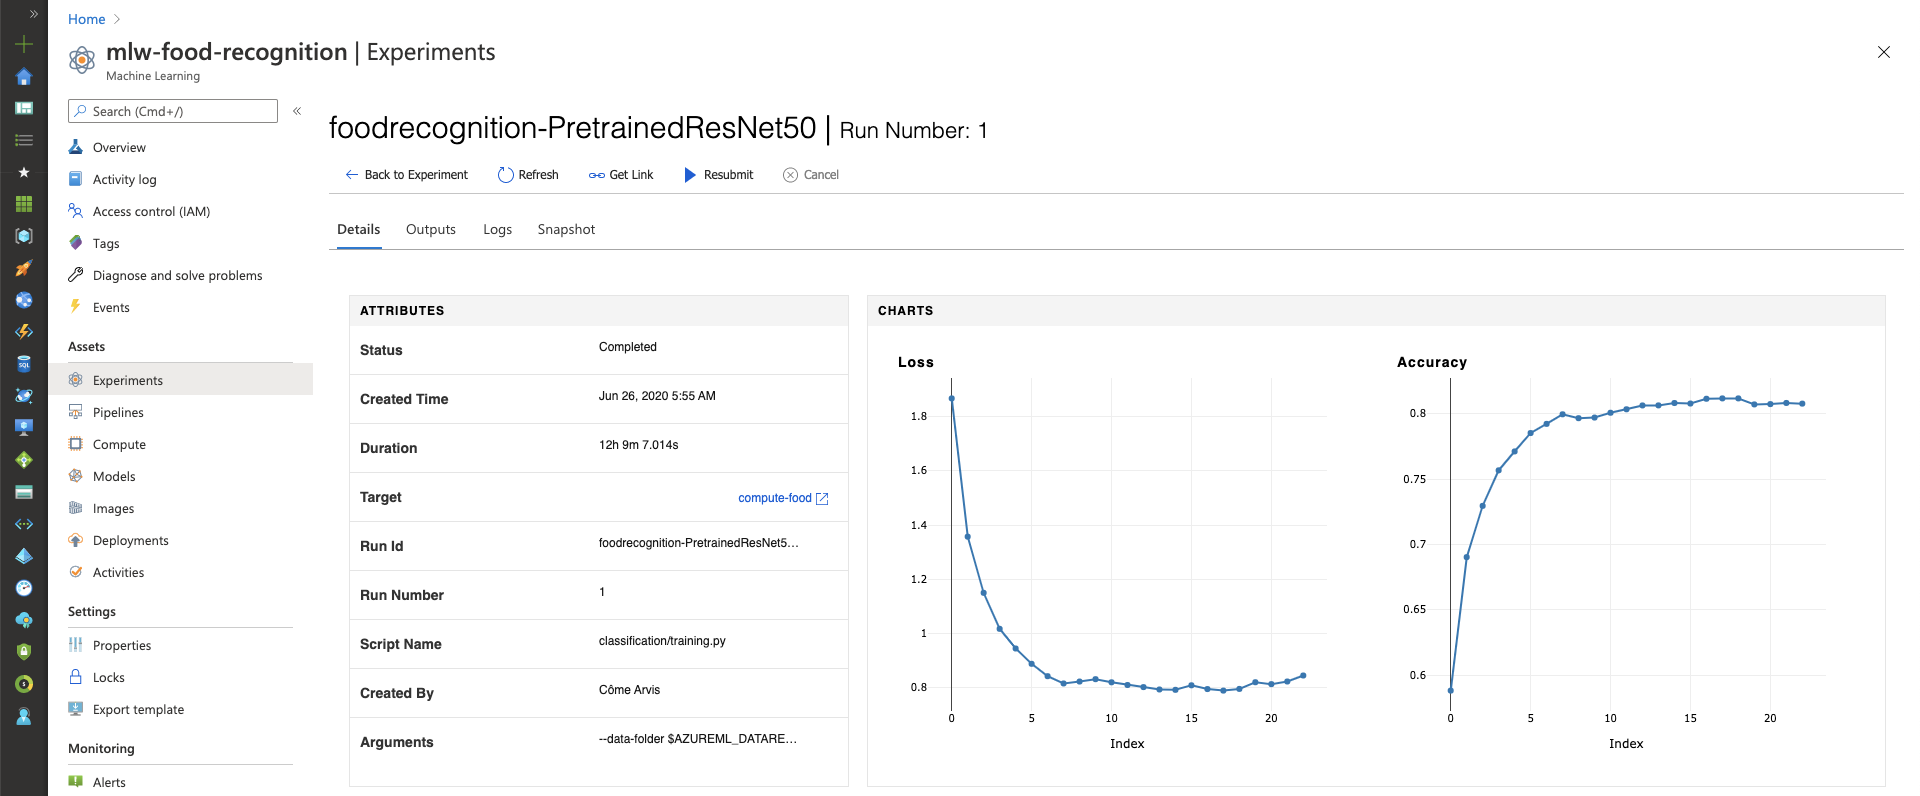 Home
mlw-food-recognition | Experiments
Machine Learning
Search (Cmd+/)
Overview
Activity log
Access control (IAM)
Tags
Diagnose and solve problems
Events
Assets
Experiments
Pipelines
Compute
Models
Images
Deployments
Activities
Settings
Properties
Locks
Export template
Monitoring
Alerts
foodrecognition-PretrainedResNet50 | Run Number: 1
Back to Experiment Refresh Get Link Resubmit Cancel
Details Outputs Logs Snapshot
ATTRIBUTES
Status Completed
Created Time Jun 26, 2020 5:55 AM
Duration 12h 9m 7.014s
Target compute-food
Run Id foodrecognition-PretrainedResNet5...
Run Number 1
Script Name classification/training.py
Created By Côme Arvis
Arguments --data-folder $AZUREML_DATARE...
CHARTS
Loss
1.8
1.6
1.4
1.2
1
0.8
0 5 10 15 20
Index
Accuracy
0.8
0.75
0.7
0.65
0.6
0 5 10 15 20
Index
SQL